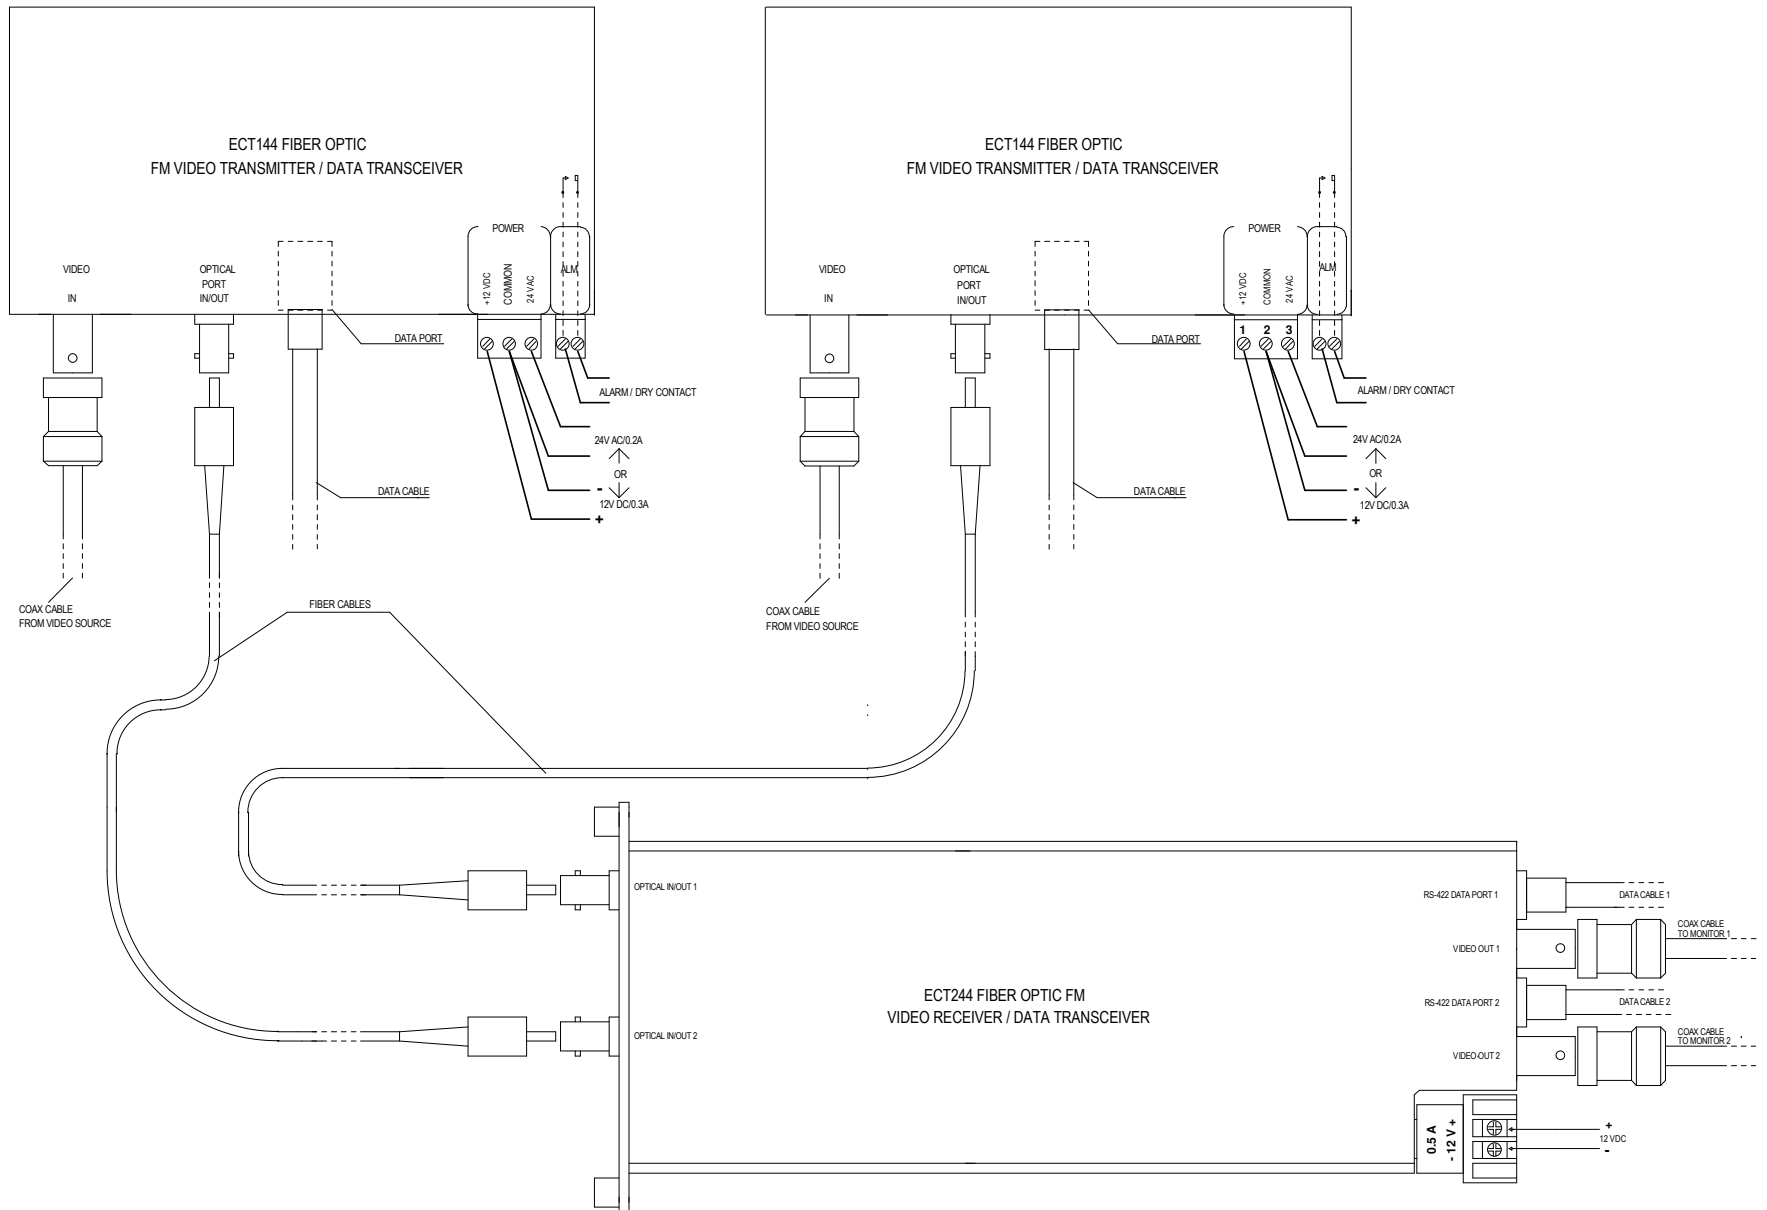 ECT144 FIBER OPTIC
FM VIDEO TRANSMITTER / DATA TRANSCEIVER
POWER
+12 VDC
COMMON
24 VAC
ALM
VIDEO
IN
OPTICAL
PORT
IN/OUT
DATA PORT
ALARM / DRY CONTACT
24V AC/0.2A
OR
-
12V DC/0.3A
+
DATA CABLE
COAX CABLE
FROM VIDEO SOURCE
FIBER CABLES
ECT144 FIBER OPTIC
FM VIDEO TRANSMITTER / DATA TRANSCEIVER
POWER
+12 VDC
COMMON
24 VAC
ALM
VIDEO
IN
OPTICAL
PORT
IN/OUT
1 2 3
DATA PORT
ALARM / DRY CONTACT
24V AC/0.2A
OR
-
12V DC/0.3A
+
DATA CABLE
COAX CABLE
FROM VIDEO SOURCE
OPTICAL IN/OUT 1
OPTICAL IN/OUT 2
ECT244 FIBER OPTIC FM
VIDEO RECEIVER / DATA TRANSCEIVER
RS-422 DATA PORT 1
DATA CABLE 1
VIDEO OUT 1
COAX CABLE
TO MONITOR 1
RS-422 DATA PORT 2
DATA CABLE 2
VIDEO-OUT 2
COAX CABLE
TO MONITOR 2
0.5 A
- 12 V +
+
12 VDC
-